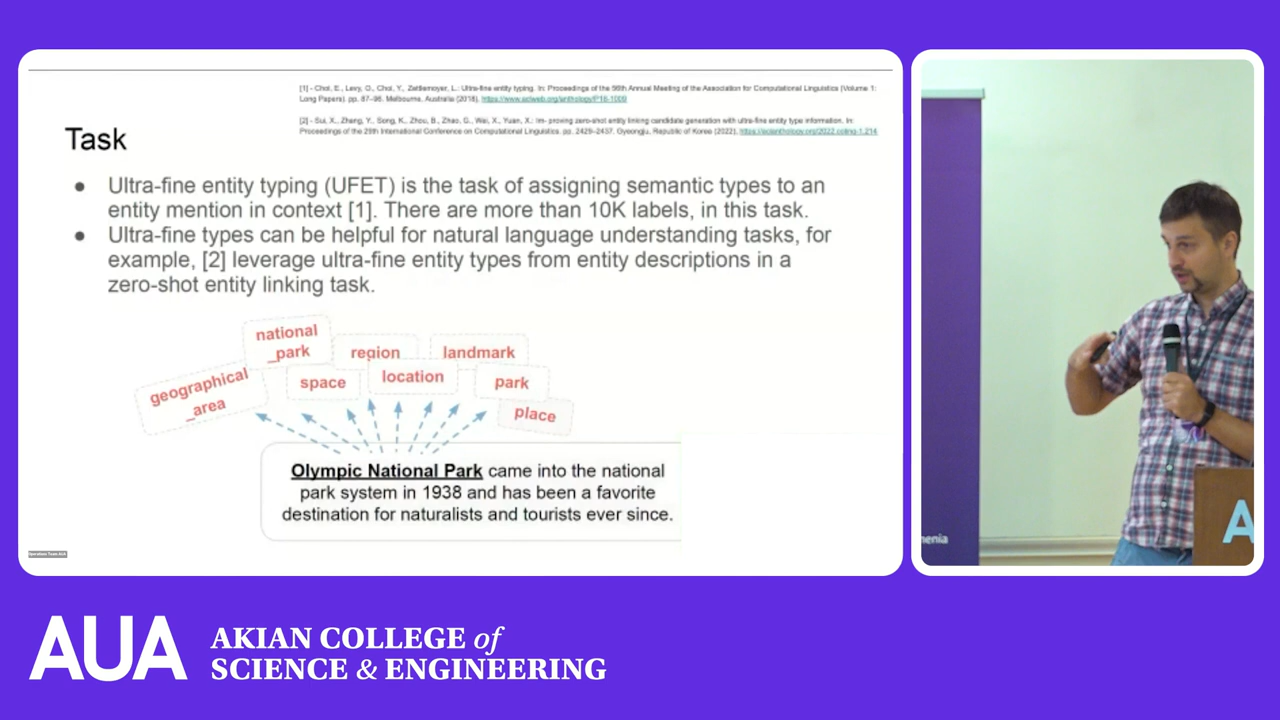 [1] - Choi, E., Levy, O., Choi, Y., Zettlemoyer, L.: Ultra-fine entity typing. In: Proceedings of the 56th Annual Meeting of the Association for Computational Linguistics (Volume 1:
Long Papers). pp. 87–96. Melbourne, Australia (2018), https://www.aclweb.org/anthology/P18-1009
[2] - Sui, X., Zhang, Y., Song, K., Zhou, B., Zhao, G., Wei, X., Yuan, X.: Im- proving zero-shot entity linking candidate generation with ultra-fine entity type information. In:
Proceedings of the 29th International Conference on Computational Linguistics. pp. 2429–2437. Gyeongju, Republic of Korea (2022), https://aclanthology.org/2022.coling-1.214
Task
● Ultra-fine entity typing (UFET) is the task of assigning semantic types to an
entity mention in context [1]. There are more than 10K labels, in this task.
● Ultra-fine types can be helpful for natural language understanding tasks, for
example, [2] leverage ultra-fine entity types from entity descriptions in a
zero-shot entity linking task.
national
_park
region
landmark
geographical
_area
space
location
park
place
Olympic National Park came into the national
park system in 1938 and has been a favorite
destination for naturalists and tourists ever since.
Operations Team AUA
menia
A
AUA AKIAN COLLEGE of
SCIENCE & ENGINEERING